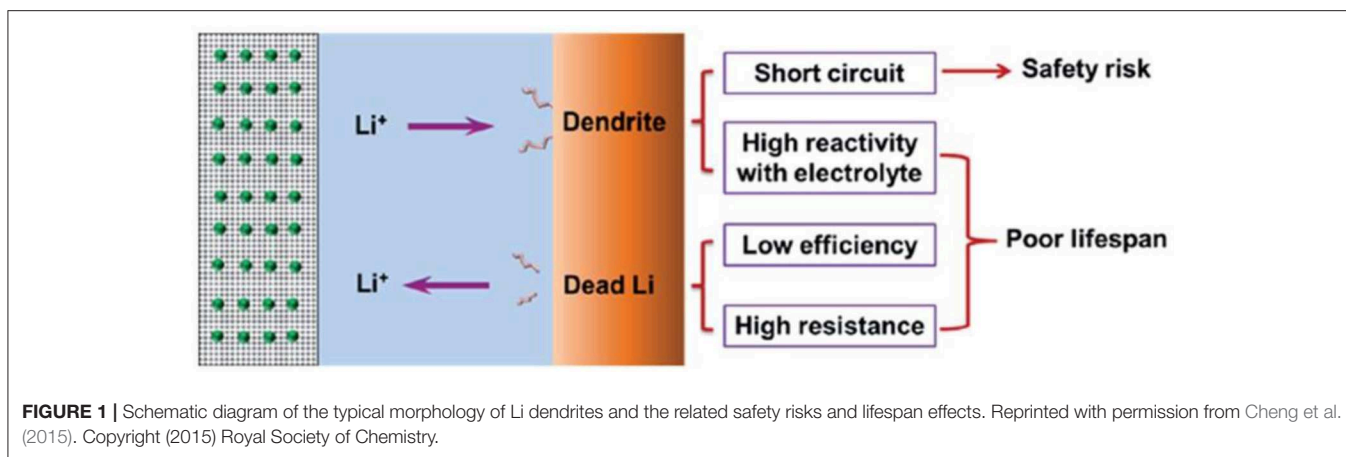 Li+
Dendrite
Short circuit
Safety risk
High reactivity
with electrolyte
Li+
Dead Li
Low efficiency
High resistance
Poor lifespan
FIGURE 1 | Schematic diagram of the typical morphology of Li dendrites and the related safety risks and lifespan effects. Reprinted with permission from Cheng et al.
(2015). Copyright (2015) Royal Society of Chemistry.